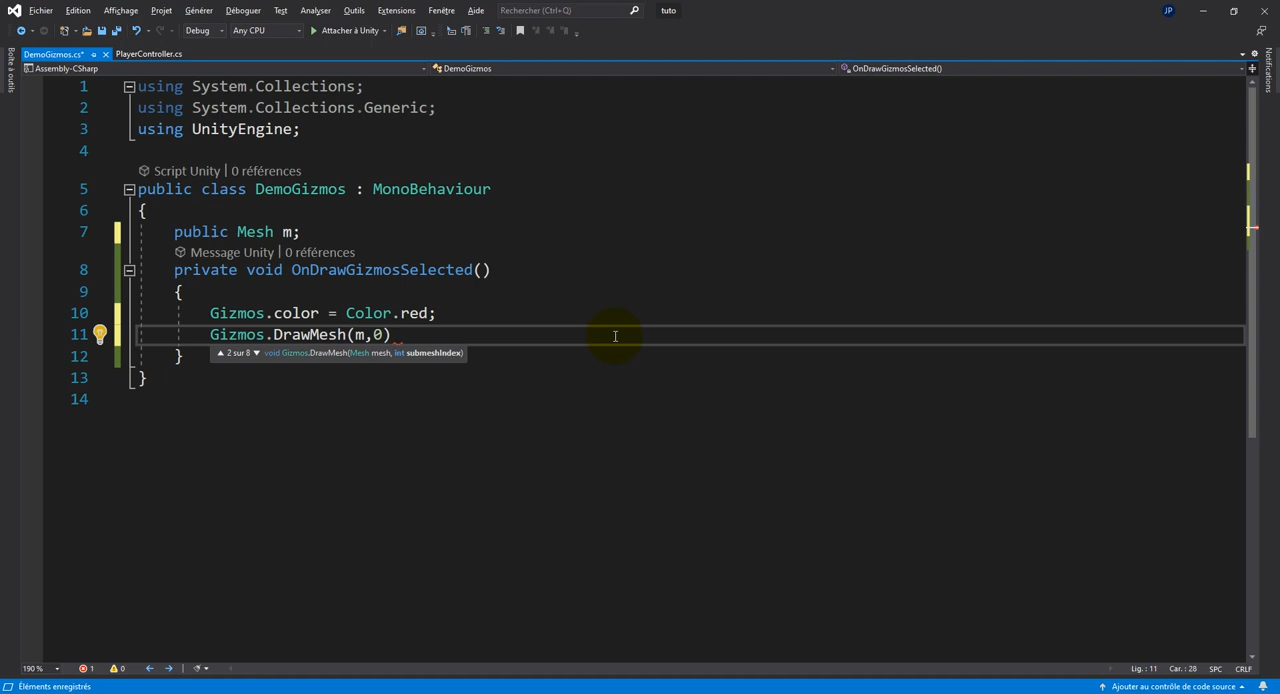 Fichier Edition Affichage Projet Générer Déboguer Test Analyser Outils Extensions Fenêtre Aide Rechercher (Ctrl+Q) tuto JP
Debug Any CPU Attacher à Unity
DemoGizmos.cs* PlayerController.cs
Assembly-CSharp DemoGizmos OnDrawGizmosSelected()
Boîte à outils
Notifications
1 using System.Collections;
2 using System.Collections.Generic;
3 using UnityEngine;
4
Script Unity | 0 références
5 public class DemoGizmos : MonoBehaviour
6 {
7 public Mesh m;
Message Unity | 0 références
8 private void OnDrawGizmosSelected()
9 {
10 Gizmos.color = Color.red;
11 Gizmos.DrawMesh(m,0)
2 sur 8 void Gizmos.DrawMesh(Mesh mesh, int submeshIndex)
12 }
13 }
14
190 % 1 0 Lig. : 11 Car. : 28 SPC CRLF
Éléments enregistrés Ajouter au contrôle de code source